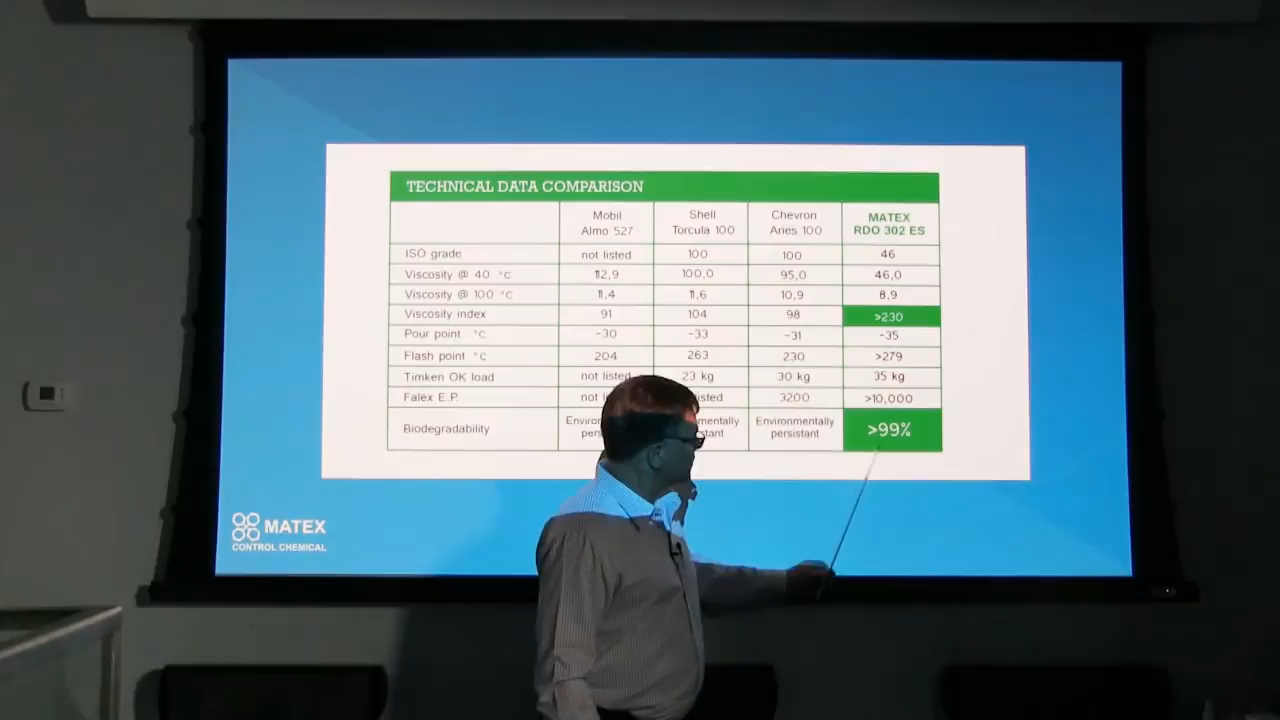 TECHNICAL DATA COMPARISON
Mobil Almo 527 Shell Torcula 100 Chevron Aries 100 MATEX RDO 302 ES
ISO grade not listed 100 100 46
Viscosity @ 40 °C 112,9 100,0 95,0 46,0
Viscosity @ 100 °C 11,4 11,6 10,9 8,9
Viscosity index 91 104 98 >230
Pour point °C -30 -33 -31 -35
Flash point °C 204 263 230 >279
Timken OK load not listed 23 kg 30 kg 35 kg
Falex E.P. not 3200 >10,000
Biodegradability Environmentally persistant >99%
MATEX
CONTROL CHEMICAL